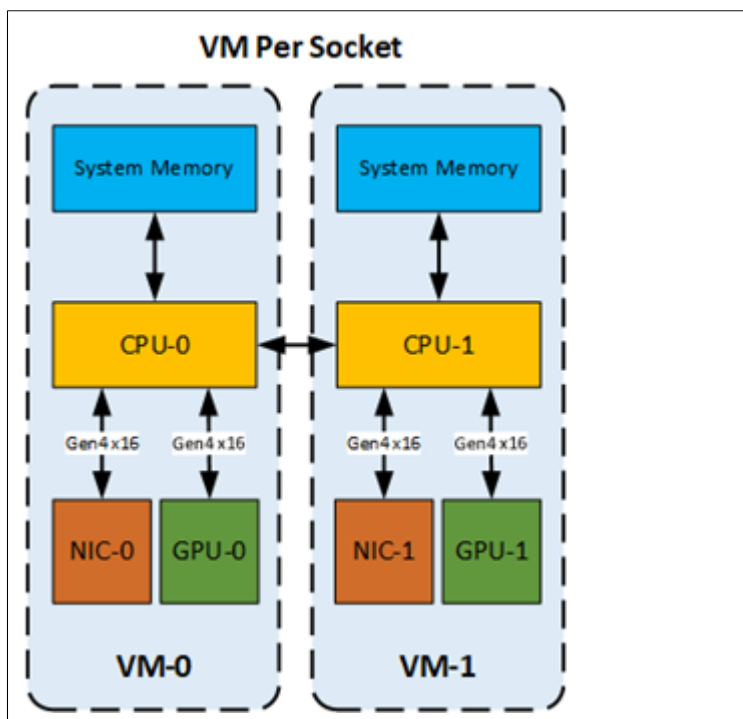 VM Per Socket
System Memory
System Memory
CPU-0
CPU-1
Gen4 x16
Gen4 x16
Gen4 x16
Gen4 x16
NIC-0
GPU-0
NIC-1
GPU-1
VM-0
VM-1